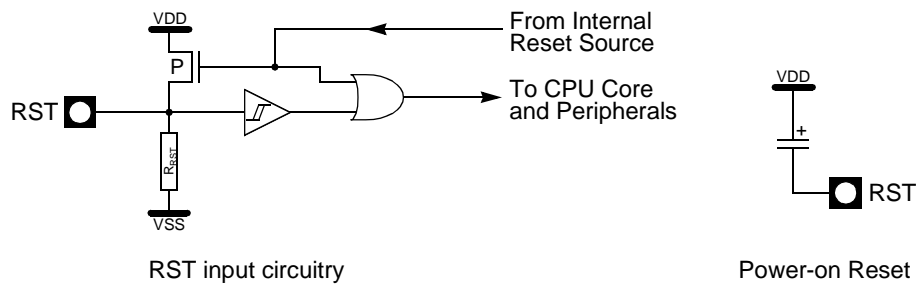 VDD
From Internal
Reset Source
P
To CPU Core
and Peripherals
RST
RRST
VSS
VDD
+
RST
RST input circuitry
Power-on Reset